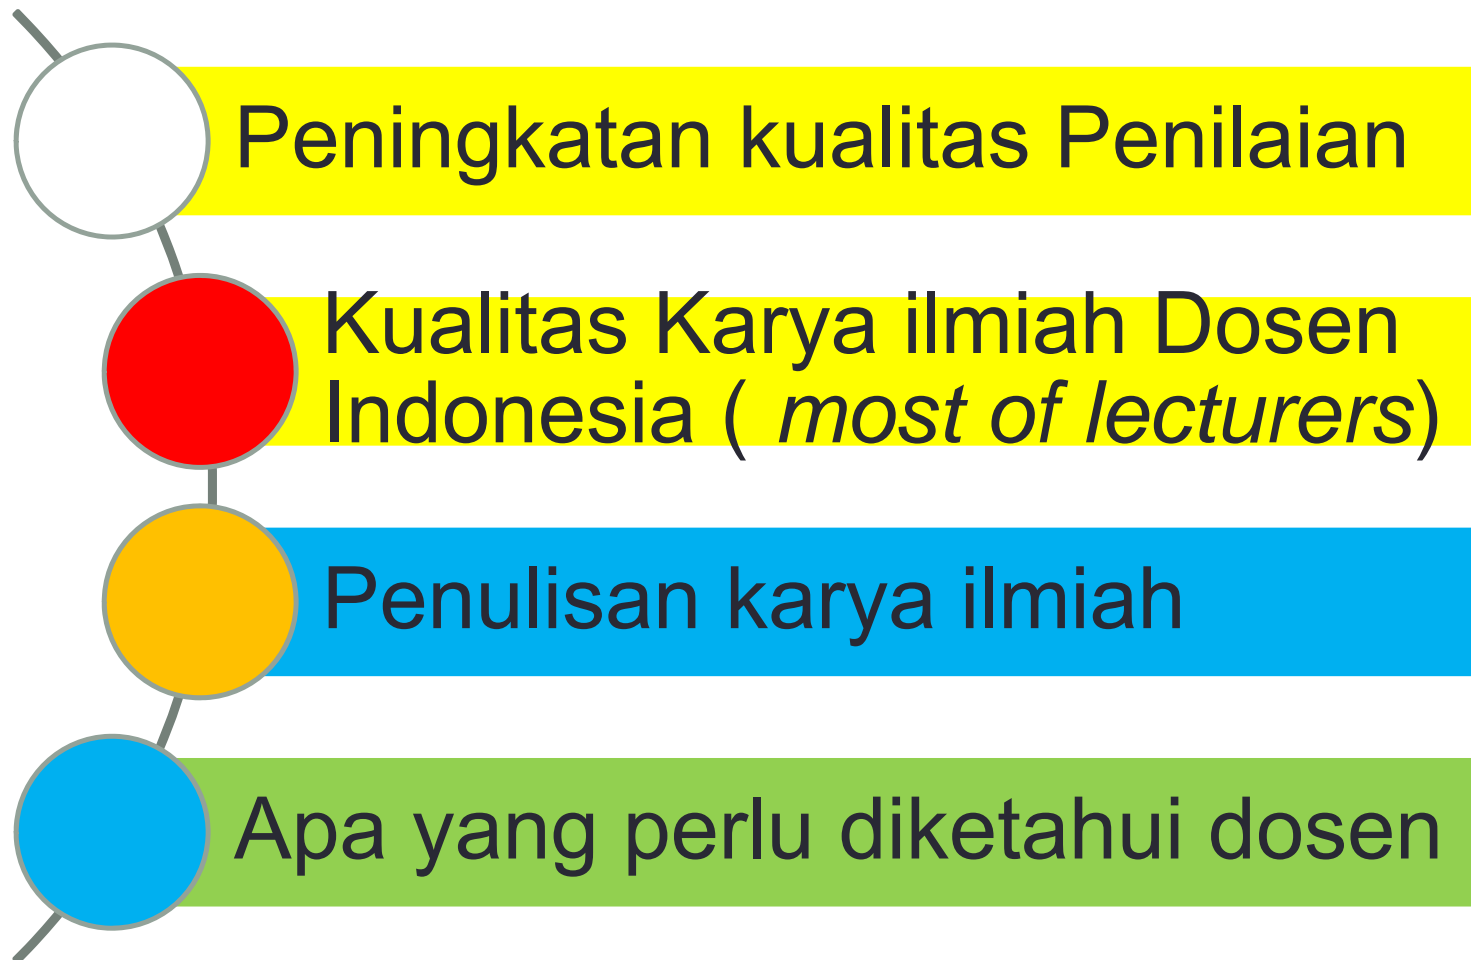 Peningkatan kualitas Penilaian
Kualitas Karya ilmiah Dosen
Indonesia ( most of lecturers)
Penulisan karya ilmiah
Apa yang perlu diketahui dosen